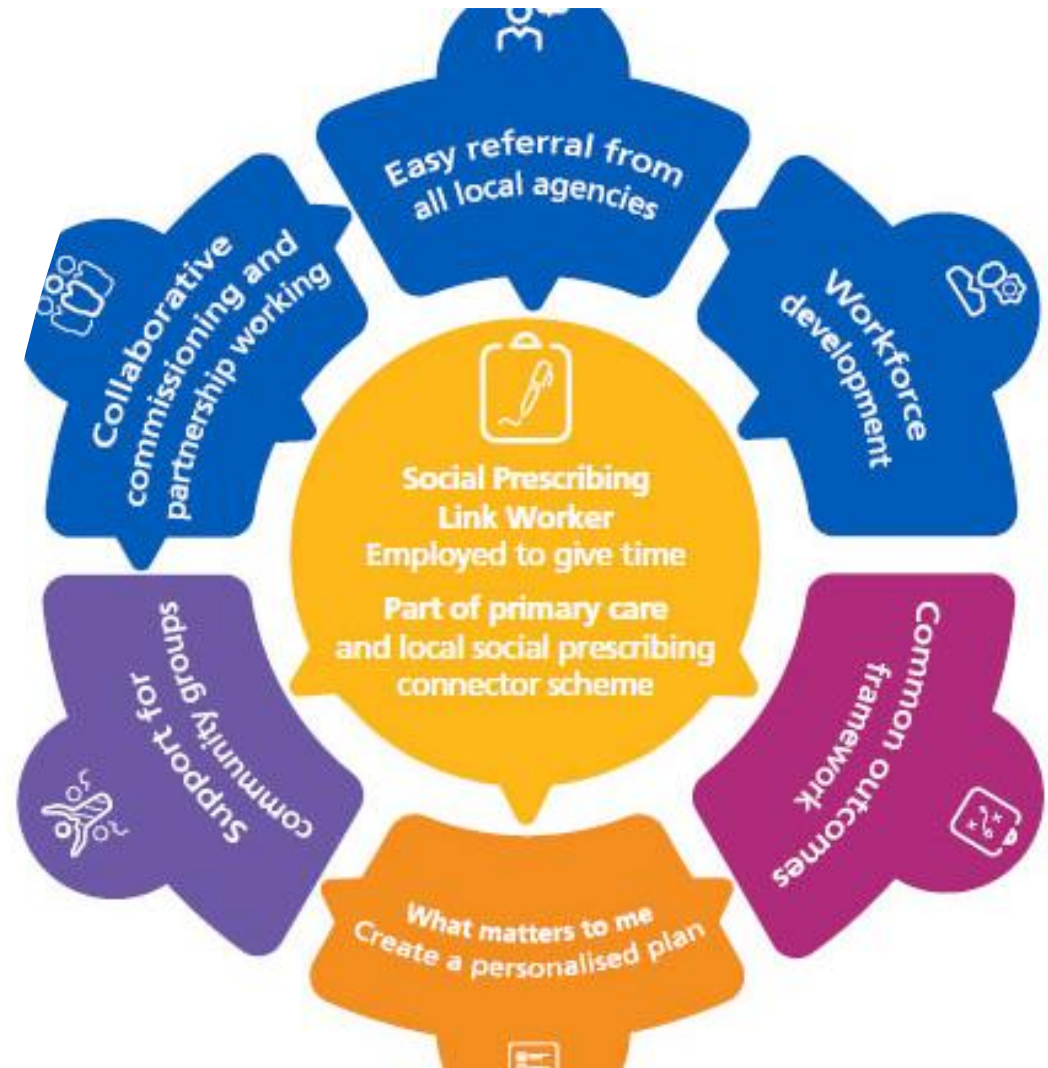 Easy referral from
all local agencies
Workforce
development
Common outcomes
framework
What matters to me
Create a personalised plan
Support for
community groups
Collaborative
commissioning and
partnership working
Social Prescribing
Link Worker
Employed to give time
Part of primary care
and local social prescribing
connector scheme